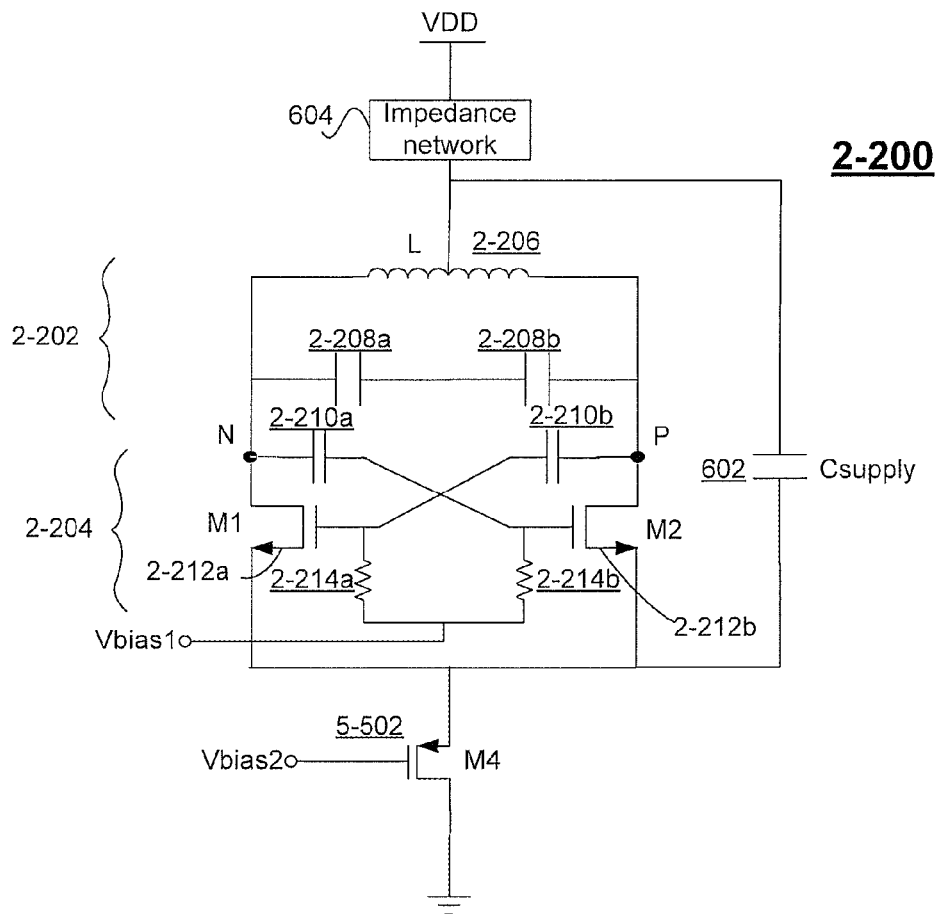 VDD
604
Impedance
network
2-200
L
2-206
2-202
2-208a
2-208b
2-210a
2-210b
N
P
602
Csupply
2-204
M1
M2
2-212a
2-214a
2-214b
2-212b
Vbias1
5-502
Vbias2
M4